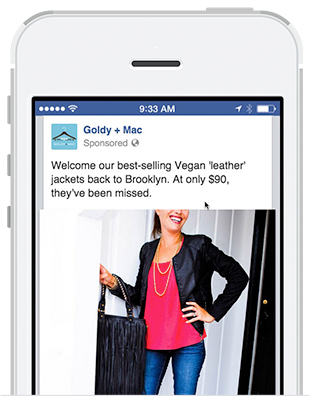 9:33 AM
Goldy + Mac
Sponsored
Welcome our best-selling Vegan 'leather'
jackets back to Brooklyn. At only $90,
they've been missed.